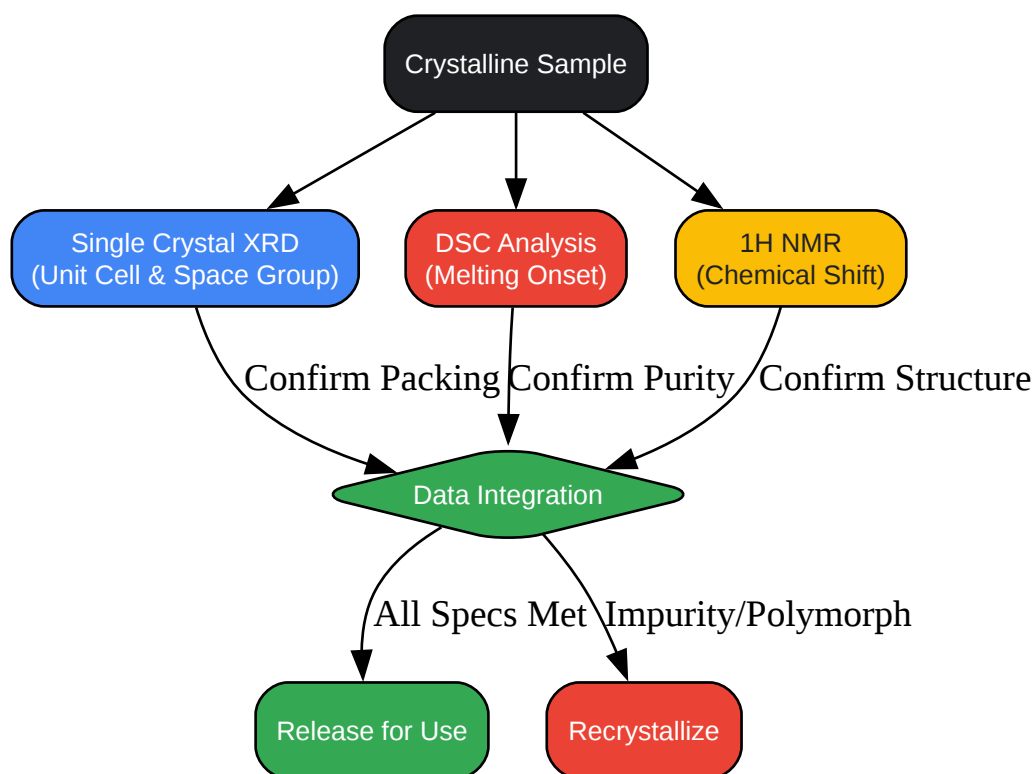 Crystalline Sample
Single Crystal XRD
(Unit Cell & Space Group)
DSC Analysis
(Melting Onset)
1H NMR
(Chemical Shift)
Confirm Packing
Confirm Purity
Confirm Structure
Data Integration
All Specs Met
Impurity/Polymorph
Release for Use
Recrystallize